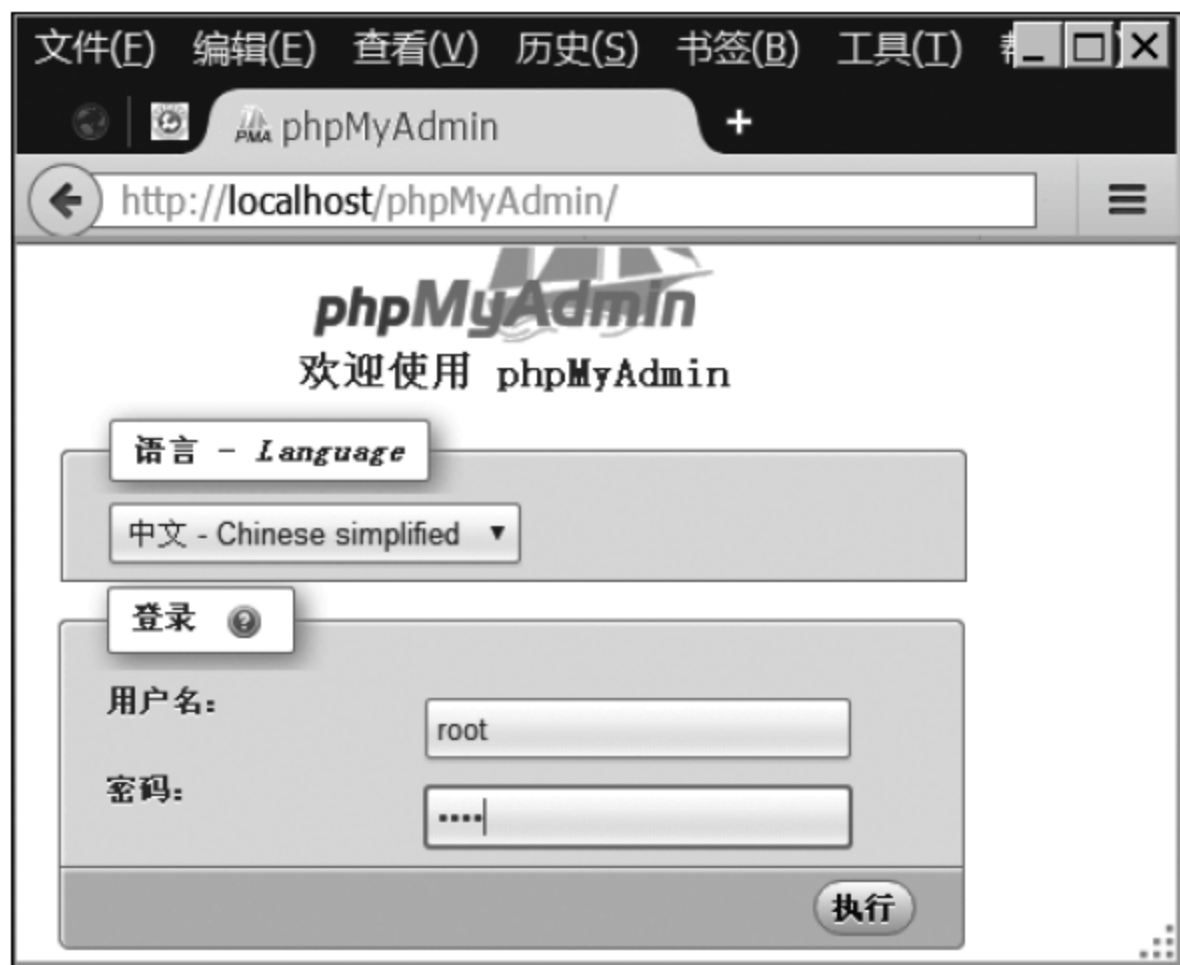 文件(F) 编辑(E) 查看(V) 历史(S) 书签(B) 工具(T)
PMA phpMyAdmin +
http://localhost/phpMyAdmin/
phpMyAdmin
欢迎使用 phpMyAdmin
语言 - Language
中文 - Chinese simplified
登录
用户名:
root
密码:
••••
执行